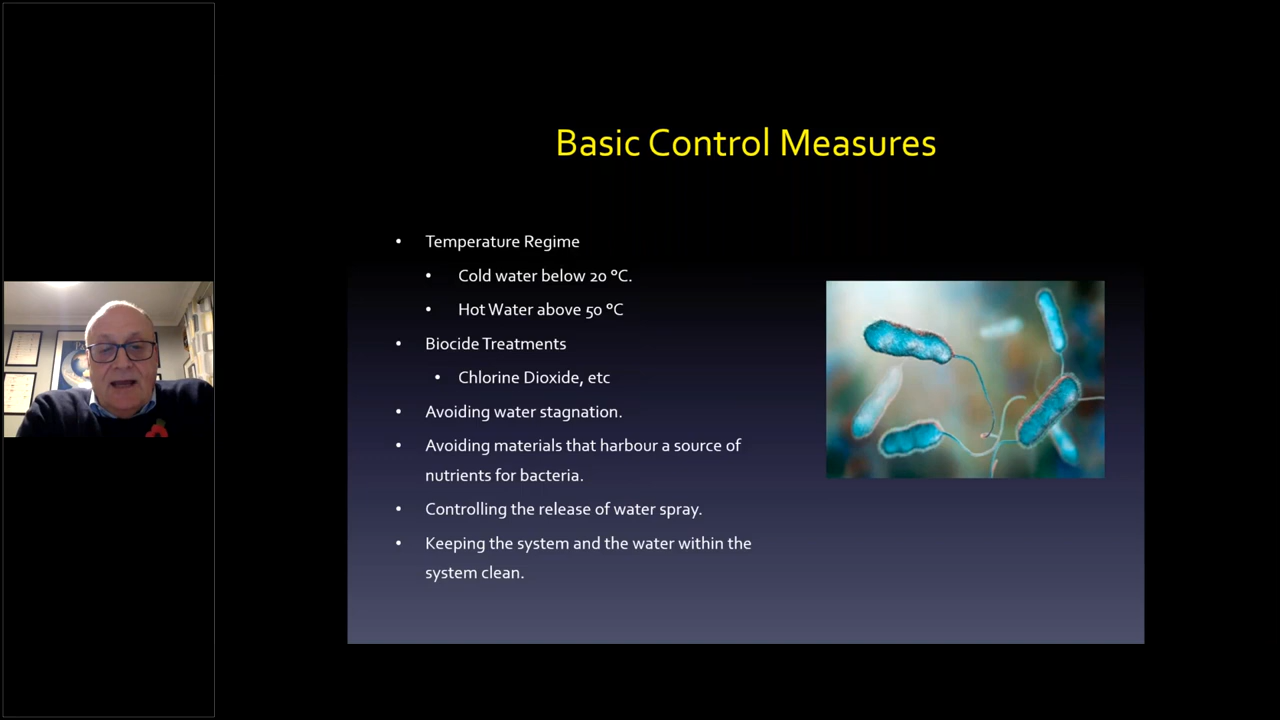 Basic Control Measures
• Temperature Regime
• Cold water below 20 °C.
• Hot Water above 50 °C
• Biocide Treatments
• Chlorine Dioxide, etc
• Avoiding water stagnation.
• Avoiding materials that harbour a source of
nutrients for bacteria.
• Controlling the release of water spray.
• Keeping the system and the water within the
system clean.